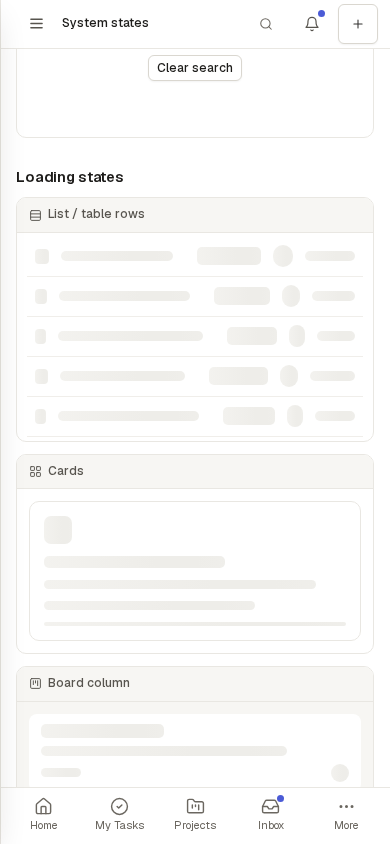 System states
Clear search
Loading states
List / table rows
Cards
Board column
Home
My Tasks
Projects
Inbox
More